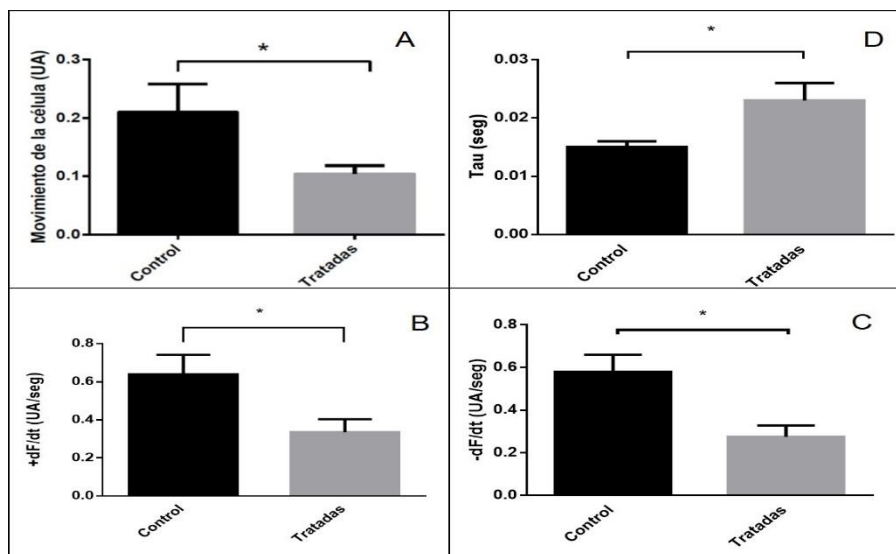 A
*
Movimiento de la célula (UA)
0.3
0.2
0.1
0.0
Control
Tratadas
D
*
Tau (seg)
0.03
0.02
0.01
0.00
Control
Tratadas
B
*
+dF/dt (UA/seg)
0.8
0.6
0.4
0.2
0.0
Control
Tratadas
C
*
-dF/dt (UA/seg)
0.8
0.6
0.4
0.2
0.0
Control
Tratadas